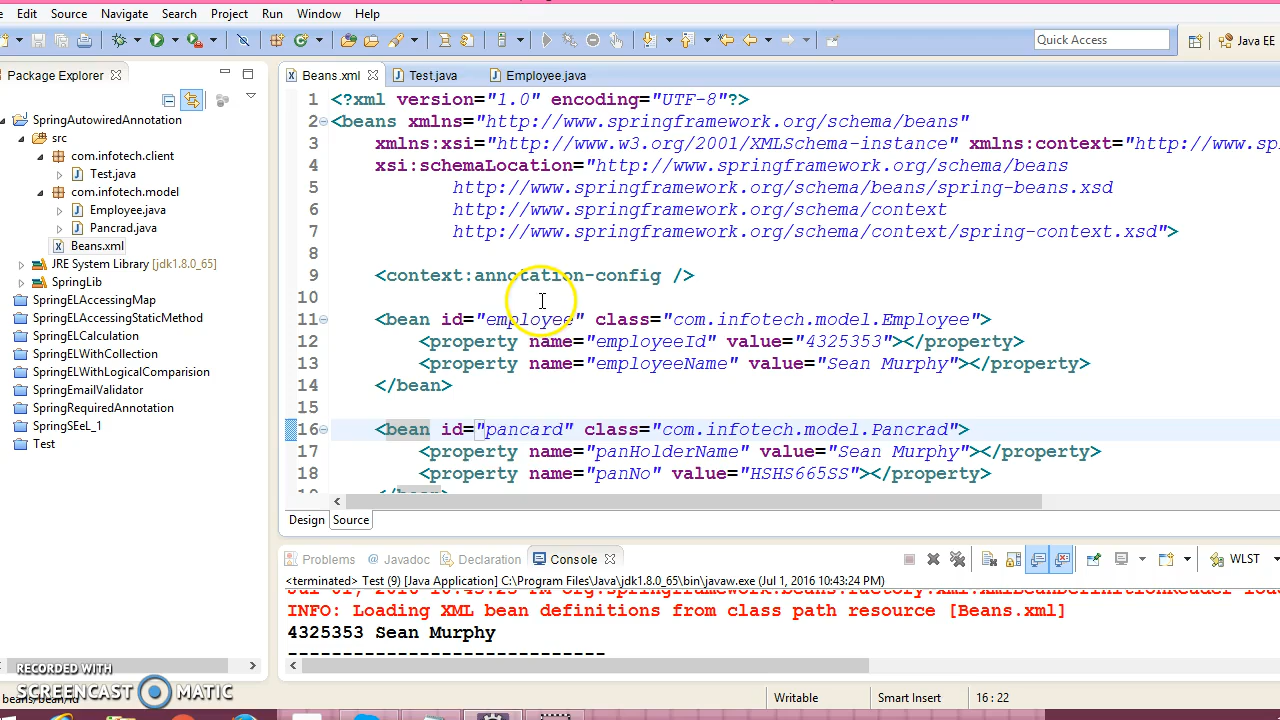 Edit Source Navigate Search Project Run Window Help
Quick Access
Java EE
Package Explorer
SpringAutowiredAnnotation
src
com.infotech.client
Test.java
com.infotech.model
Employee.java
Pancrad.java
Beans.xml
JRE System Library [jdk1.8.0_65]
SpringLib
SpringELAccessingMap
SpringELAccessingStaticMethod
SpringELCalculation
SpringELWithCollection
SpringELWithLogicalComparision
SpringEmailValidator
SpringRequiredAnnotation
SpringSEeL_1
Test
Beans.xml Test.java Employee.java
1 <?xml version="1.0" encoding="UTF-8"?>
2 <beans xmlns="http://www.springframework.org/schema/beans"
3 xmlns:xsi="http://www.w3.org/2001/XMLSchema-instance" xmlns:context="http://www.sp
4 xsi:schemaLocation="http://www.springframework.org/schema/beans
5 http://www.springframework.org/schema/beans/spring-beans.xsd
6 http://www.springframework.org/schema/context
7 http://www.springframework.org/schema/context/spring-context.xsd">
8
9 <context:annotation-config />
10
11 <bean id="employee" class="com.infotech.model.Employee">
12 <property name="employeeId" value="4325353"></property>
13 <property name="employeeName" value="Sean Murphy"></property>
14 </bean>
15
16 <bean id="pancard" class="com.infotech.model.Pancrad">
17 <property name="panHolderName" value="Sean Murphy"></property>
18 <property name="panNo" value="HSHS665SS"></property>
Design Source
Problems Javadoc Declaration Console
WLST
<terminated> Test (9) [Java Application] C:\Program Files\Java\jdk1.8.0_65\bin\javaw.exe (Jul 1, 2016 10:43:24 PM)
INFO: Loading XML bean definitions from class path resource [Beans.xml]
4325353 Sean Murphy
-----------------------------
RECORDED WITH
SCREENCAST MATIC
beans/bean/id
Writable Smart Insert 16 : 22